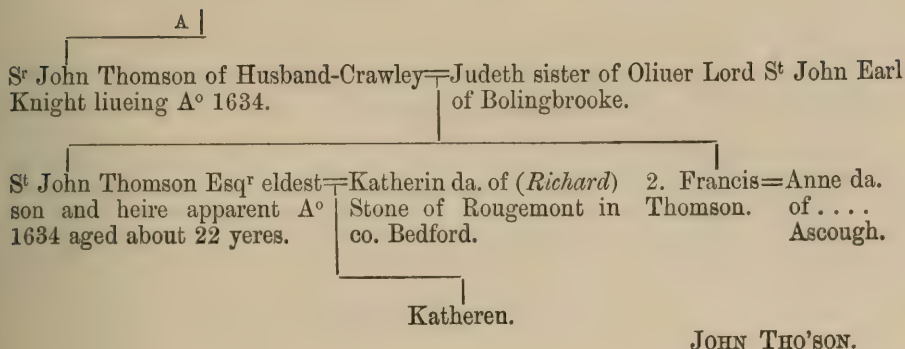 A
Sʳ John Thomson of Husband-Crawley=Judeth sister of Oliuer Lord Sᵗ John Earl
Knight liueing Aᵒ 1634.
of Bolingbrooke.
Sᵗ John Thomson Esqʳ eldest
son and heire apparent Aᵒ
1634 aged about 22 yeres.
=Katherin da. of (Richard)
Stone of Rougemont in
co. Bedford.
2. Francis=Anne da.
Thomson.
of . . . .
Ascough.
Katheren.
JOHN THO'SON.